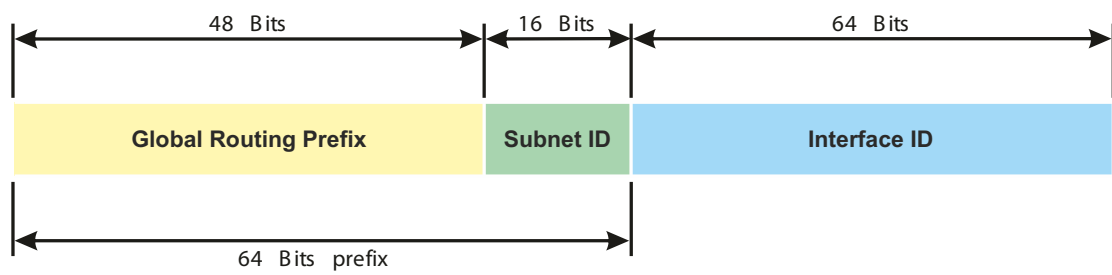 48 Bits
16 Bits
64 Bits
Global Routing Prefix
Subnet ID
Interface ID
64 Bits prefix